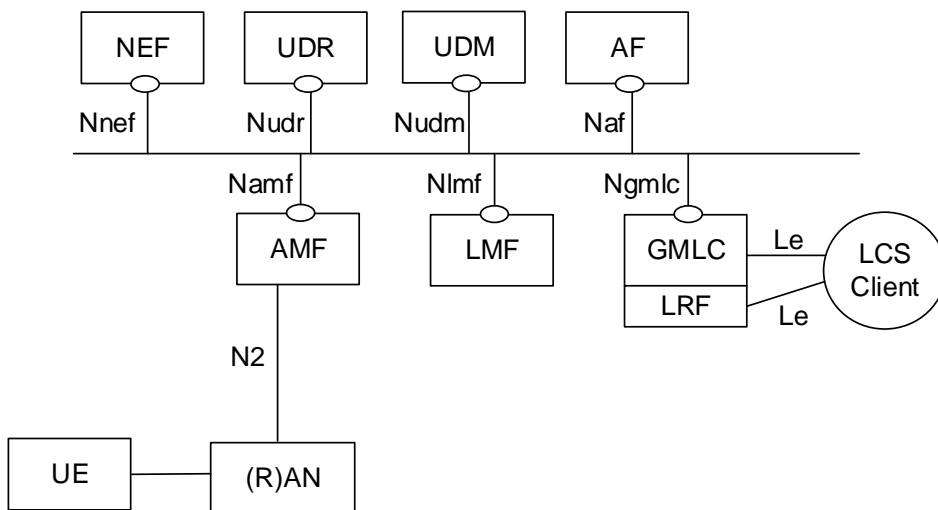 NEF
UDR
UDM
AF
Nnef
Nudr
Nudm
Naf
Namf
Nlmf
Ngmlc
AMF
LMF
GMLC
Le
LCS
Client
LRF
Le
N2
UE
(R)AN